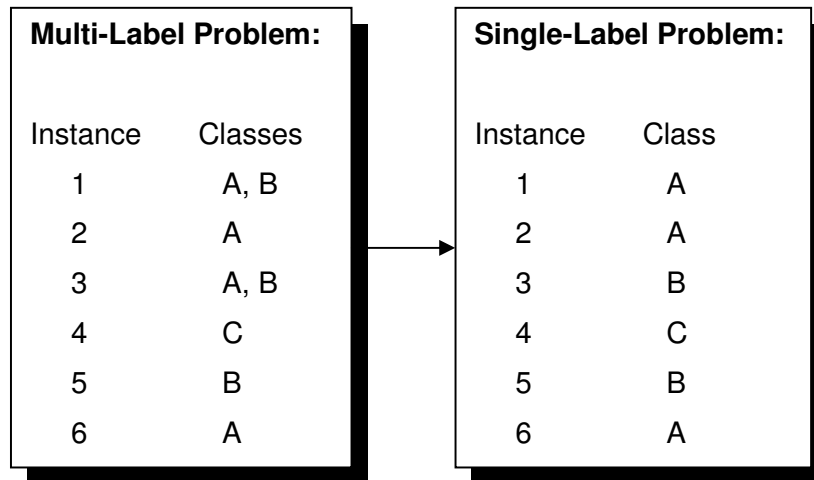 Multi-Label Problem:
Instance Classes
1 A, B
2 A
3 A, B
4 C
5 B
6 A
Single-Label Problem:
Instance Class
1 A
2 A
3 B
4 C
5 B
6 A